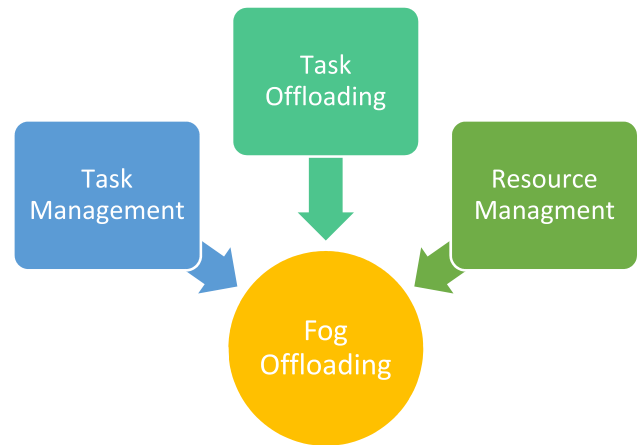 Task
Offloading
Task
Management
Resource
Managment
Fog
Offloading